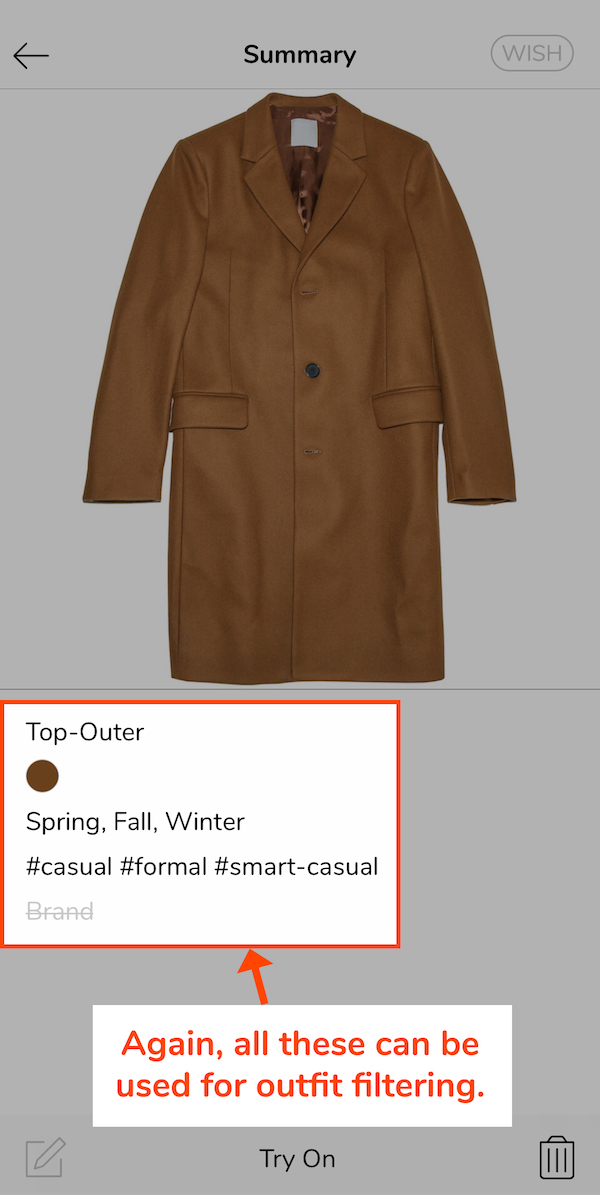 Summary
WISH
Top-Outer
Spring, Fall, Winter
#casual #formal #smart-casual
Brand
Again, all these can be
used for outfit filtering.
Try On